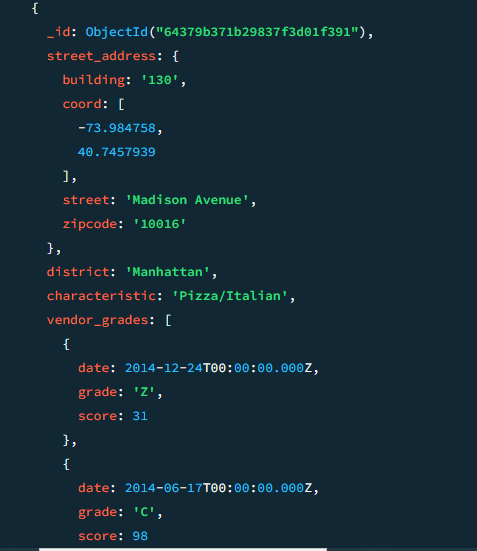 {
_id: ObjectId("64379b371b29837f3d01f391"),
street_address: {
building: '130',
coord: [
-73.984758,
40.7457939
],
street: 'Madison Avenue',
zipcode: '10016'
},
district: 'Manhattan',
characteristic: 'Pizza/Italian',
vendor_grades: [
{
date: 2014-12-24T00:00:00.000Z,
grade: 'Z',
score: 31
},
{
date: 2014-06-17T00:00:00.000Z,
grade: 'C',
score: 98